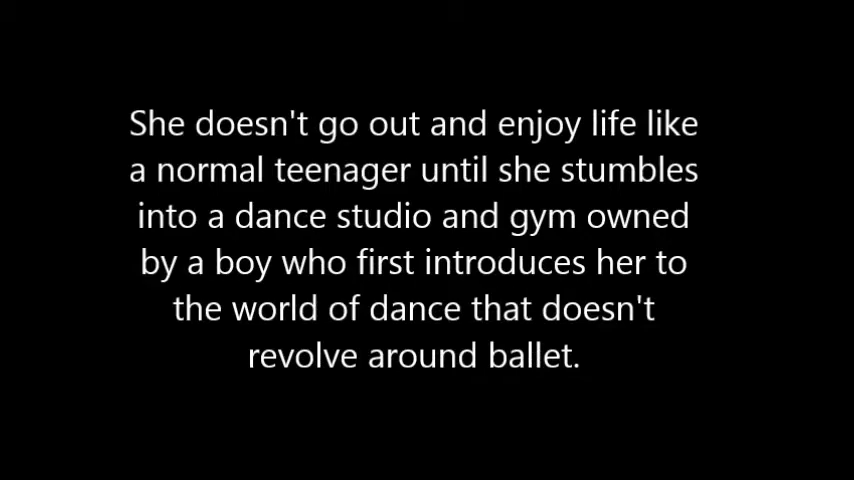 She doesn't go out and enjoy life like
a normal teenager until she stumbles
into a dance studio and gym owned
by a boy who first introduces her to
the world of dance that doesn't
revolve around ballet.